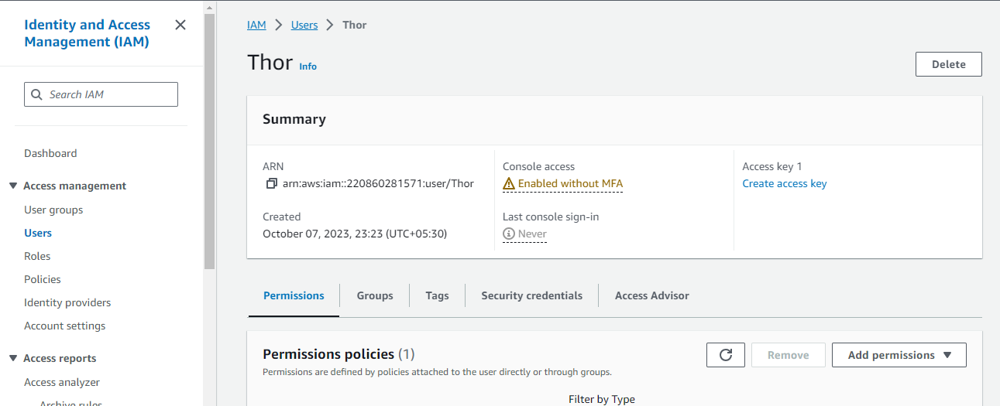 Identity and Access
Management (IAM)
Search IAM
Dashboard
Access management
User groups
Users
Roles
Policies
Identity providers
Account settings
Access reports
Access analyzer
Archive rules
IAM > Users > Thor
Thor Info
Delete
Summary
ARN
arn:aws:iam::220860281571:user/Thor
Created
October 07, 2023, 23:23 (UTC+05:30)
Console access
Enabled without MFA
Last console sign-in
Never
Access key 1
Create access key
Permissions
Groups
Tags
Security credentials
Access Advisor
Permissions policies (1)
Permissions are defined by policies attached to the user directly or through groups.
Remove
Add permissions
Filter by Type